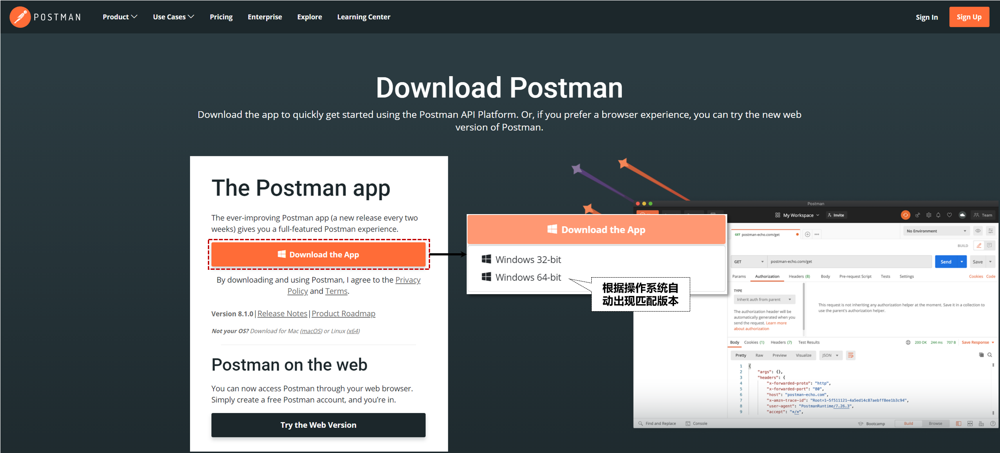 POSTMAN
Product
Use Cases
Pricing
Enterprise
Explore
Learning Center
Sign In
Sign Up
Download Postman
Download the app to quickly get started using the Postman API Platform. Or, if you prefer a browser experience, you can try the new web
version of Postman.
The Postman app
The ever-improving Postman app (a new release every two
weeks) gives you a full-featured Postman experience.
Download the App
By downloading and using Postman, I agree to the Privacy
Policy and Terms.
Version 8.1.0 | Release Notes | Product Roadmap
Not your OS? Download for Mac (macOS) or Linux (x64)
Postman on the web
You can now access Postman through your web browser.
Simply create a free Postman account, and you're in.
Try the Web Version
Download the App
Windows 32-bit
Windows 64-bit
根据操作系统自
动出现匹配版本
Postman
My Workspace
Invite
Team
GET postman-echo.com/get
No Environment
BUILD
GET
postman-echo.com/get
Send
Save
Params
Authorization
Headers (8)
Body
Pre-request Script
Tests
Settings
Cookies
Code
TYPE
Inherit auth from parent
The authorization header will be
automatically generated when you
send the request. Learn more
about authorization
This request is not inheriting any authorization helper at the moment. Save it in a collection to
use the parent's authorization helper.
Body
Cookies (1)
Headers (7)
Test Results
200 OK
244 ms
707 B
Save Response
Pretty
Raw
Preview
Visualize
JSON
1 {
2 "args": {},
3 "headers": {
4 "x-forwarded-proto": "http",
5 "x-forwarded-port": "80",
6 "host": "postman-echo.com",
7 "x-amzn-trace-id": "Root=1-5f511121-4a5ed14c87aebff8ee1b3c94",
8 "user-agent": "PostmanRuntime/7.26.3",
9 "accept": "*/*",
Find and Replace
Console
Bootcamp
Build
Browse